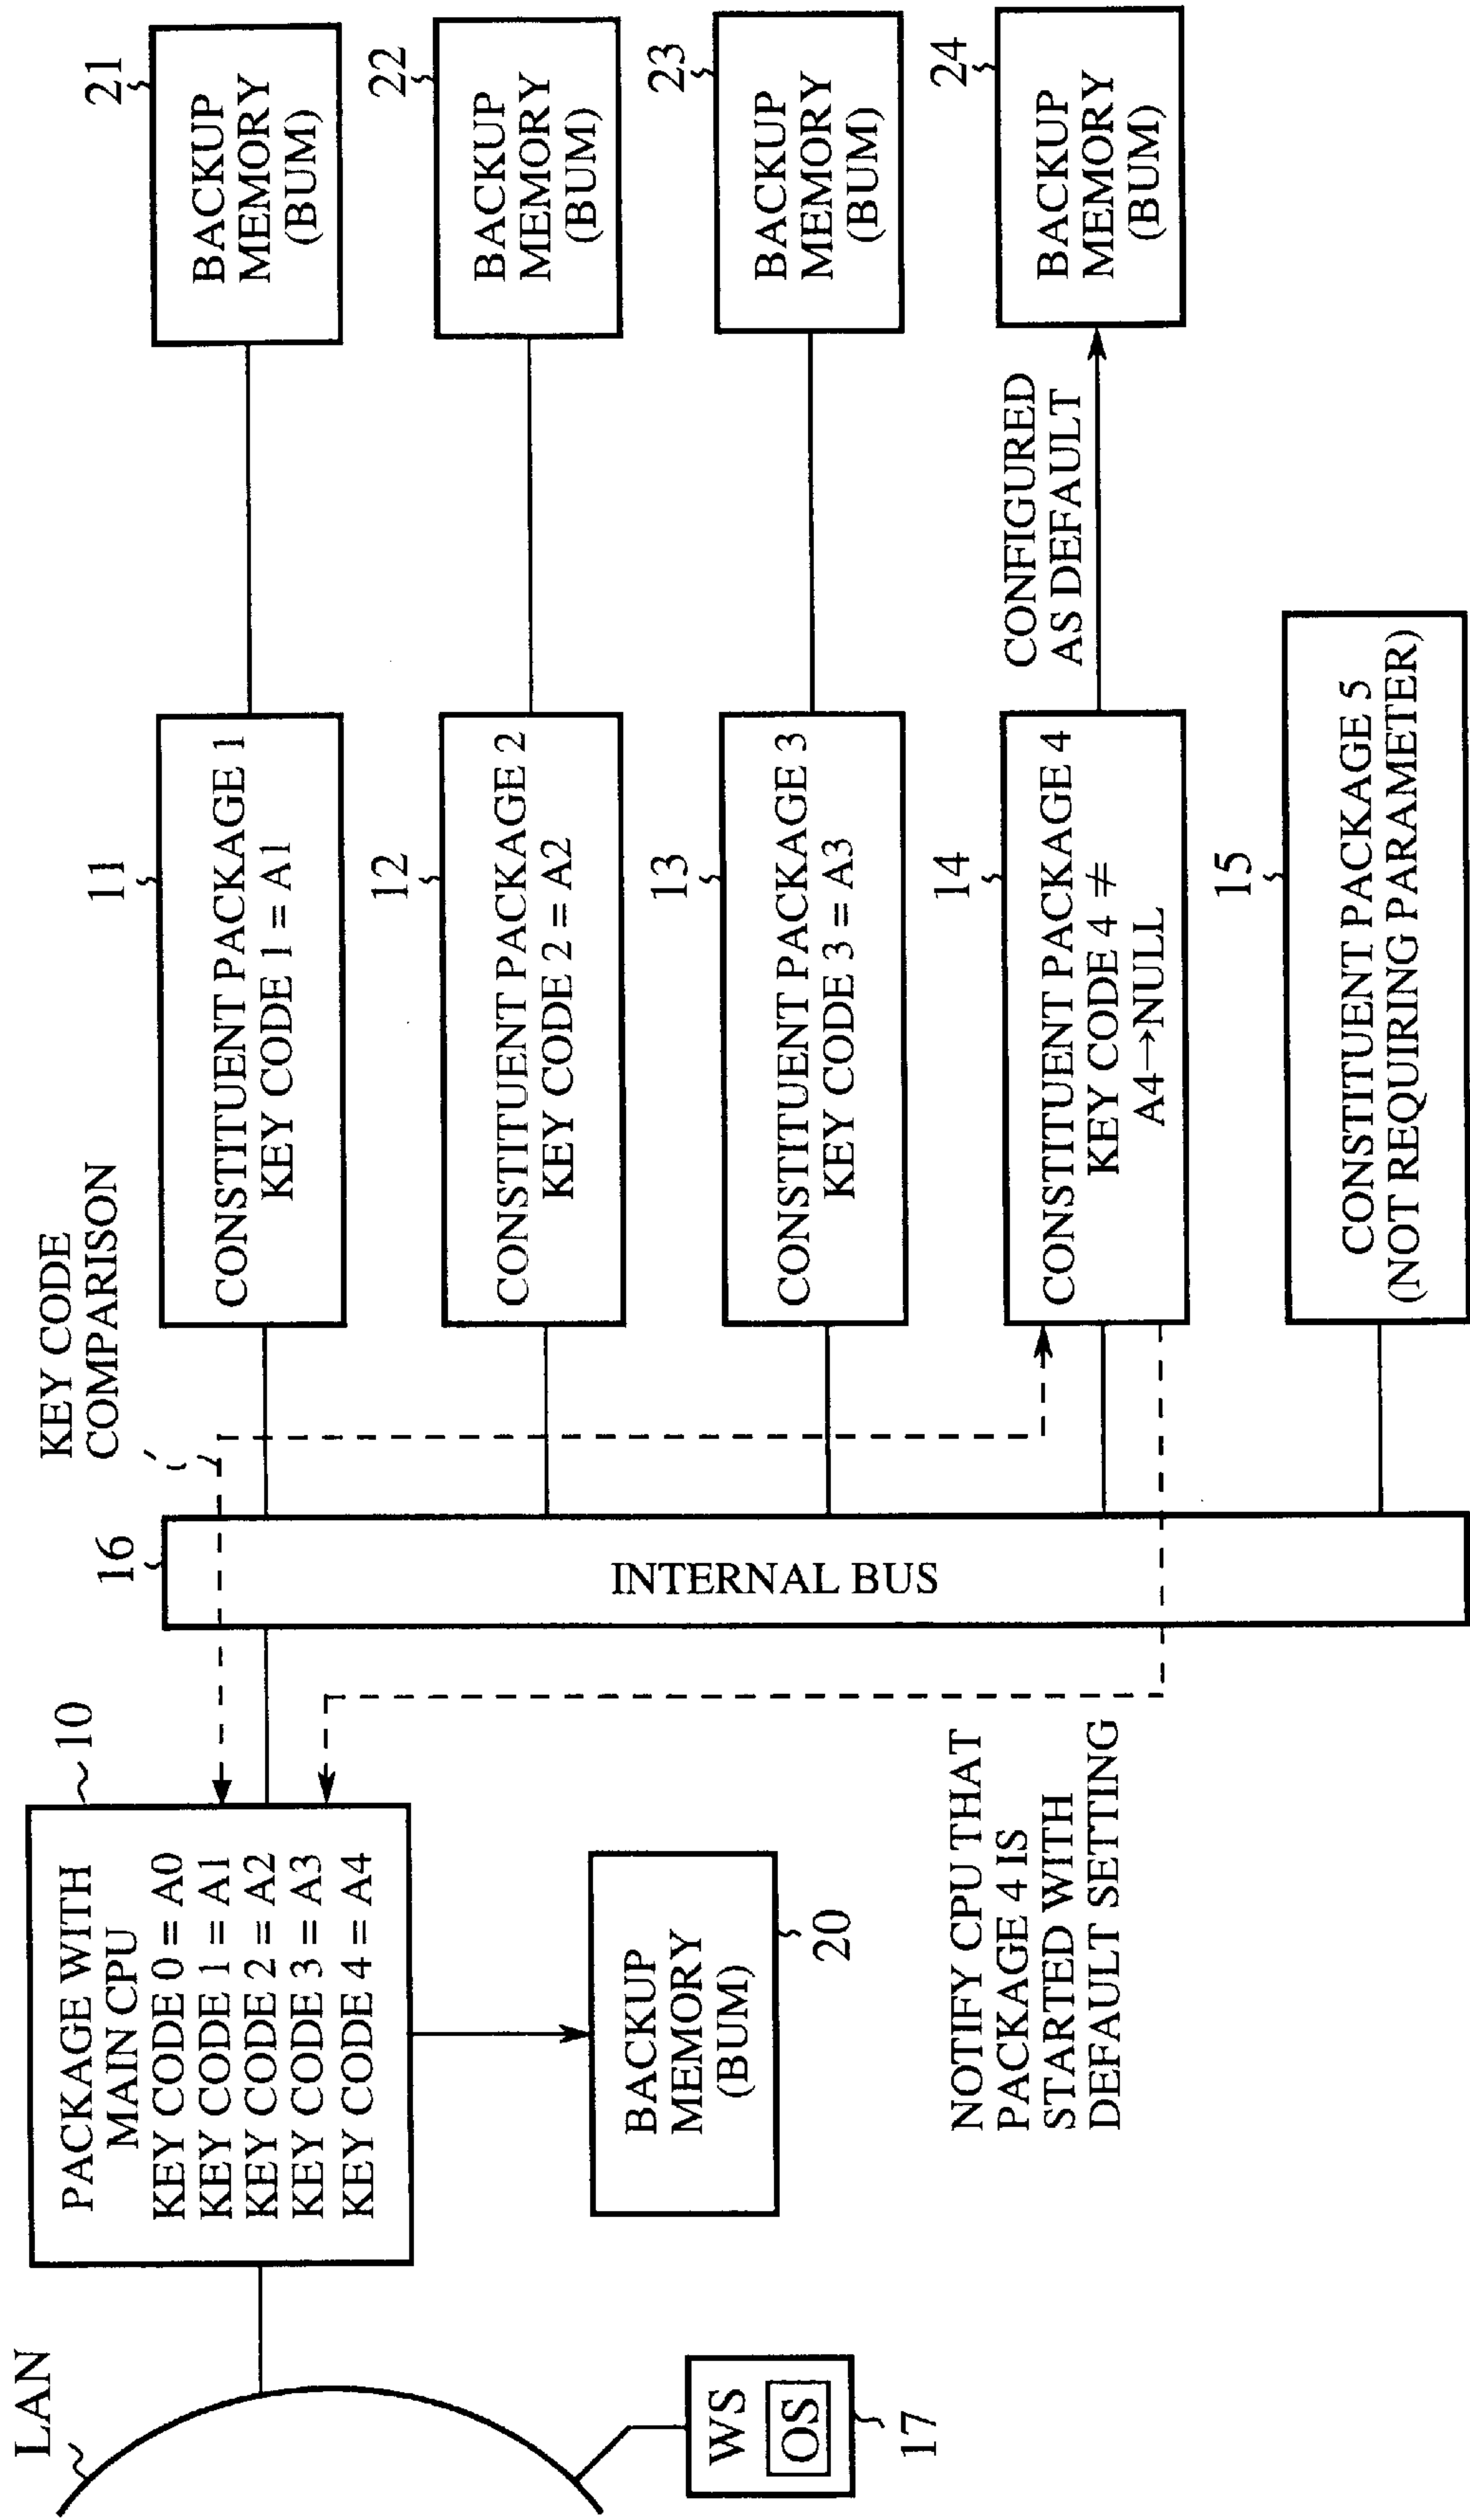 LAN
WS
OS
17
PACKAGE WITH
MAIN CPU
KEY CODE 0 = A0
KEY CODE 1 = A1
KEY CODE 2 = A2
KEY CODE 3 = A3
KEY CODE 4 = A4
10
BACKUP
MEMORY
(BUM)
20
NOTIFY CPU THAT
PACKAGE 4 IS
STARTED WITH
DEFAULT SETTING
16
INTERNAL BUS
KEY CODE
COMPARISON
11
CONSTITUENT PACKAGE 1
KEY CODE 1 = A1
12
CONSTITUENT PACKAGE 2
KEY CODE 2 = A2
13
CONSTITUENT PACKAGE 3
KEY CODE 3 = A3
14
CONSTITUENT PACKAGE 4
KEY CODE 4 ≠
A4→NULL
15
CONSTITUENT PACKAGE 5
(NOT REQUIRING PARAMETER)
CONFIGURED
AS DEFAULT
21
BACKUP
MEMORY
(BUM)
22
BACKUP
MEMORY
(BUM)
23
BACKUP
MEMORY
(BUM)
24
BACKUP
MEMORY
(BUM)